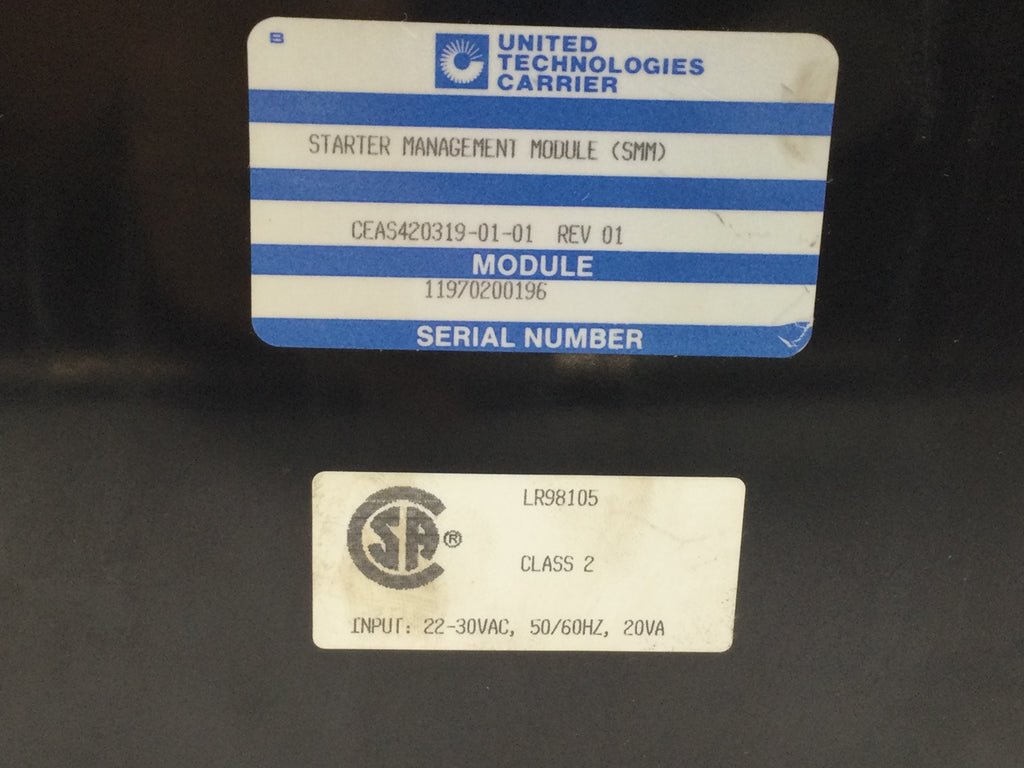 B
UNITED
TECHNOLOGIES
CARRIER
STARTER MANAGEMENT MODULE (SMM)
CEAS420319-01-01 REV 01
MODULE
11970200196
SERIAL NUMBER
CSA®
LR98105
CLASS 2
INPUT: 22-30VAC, 50/60HZ, 20VA